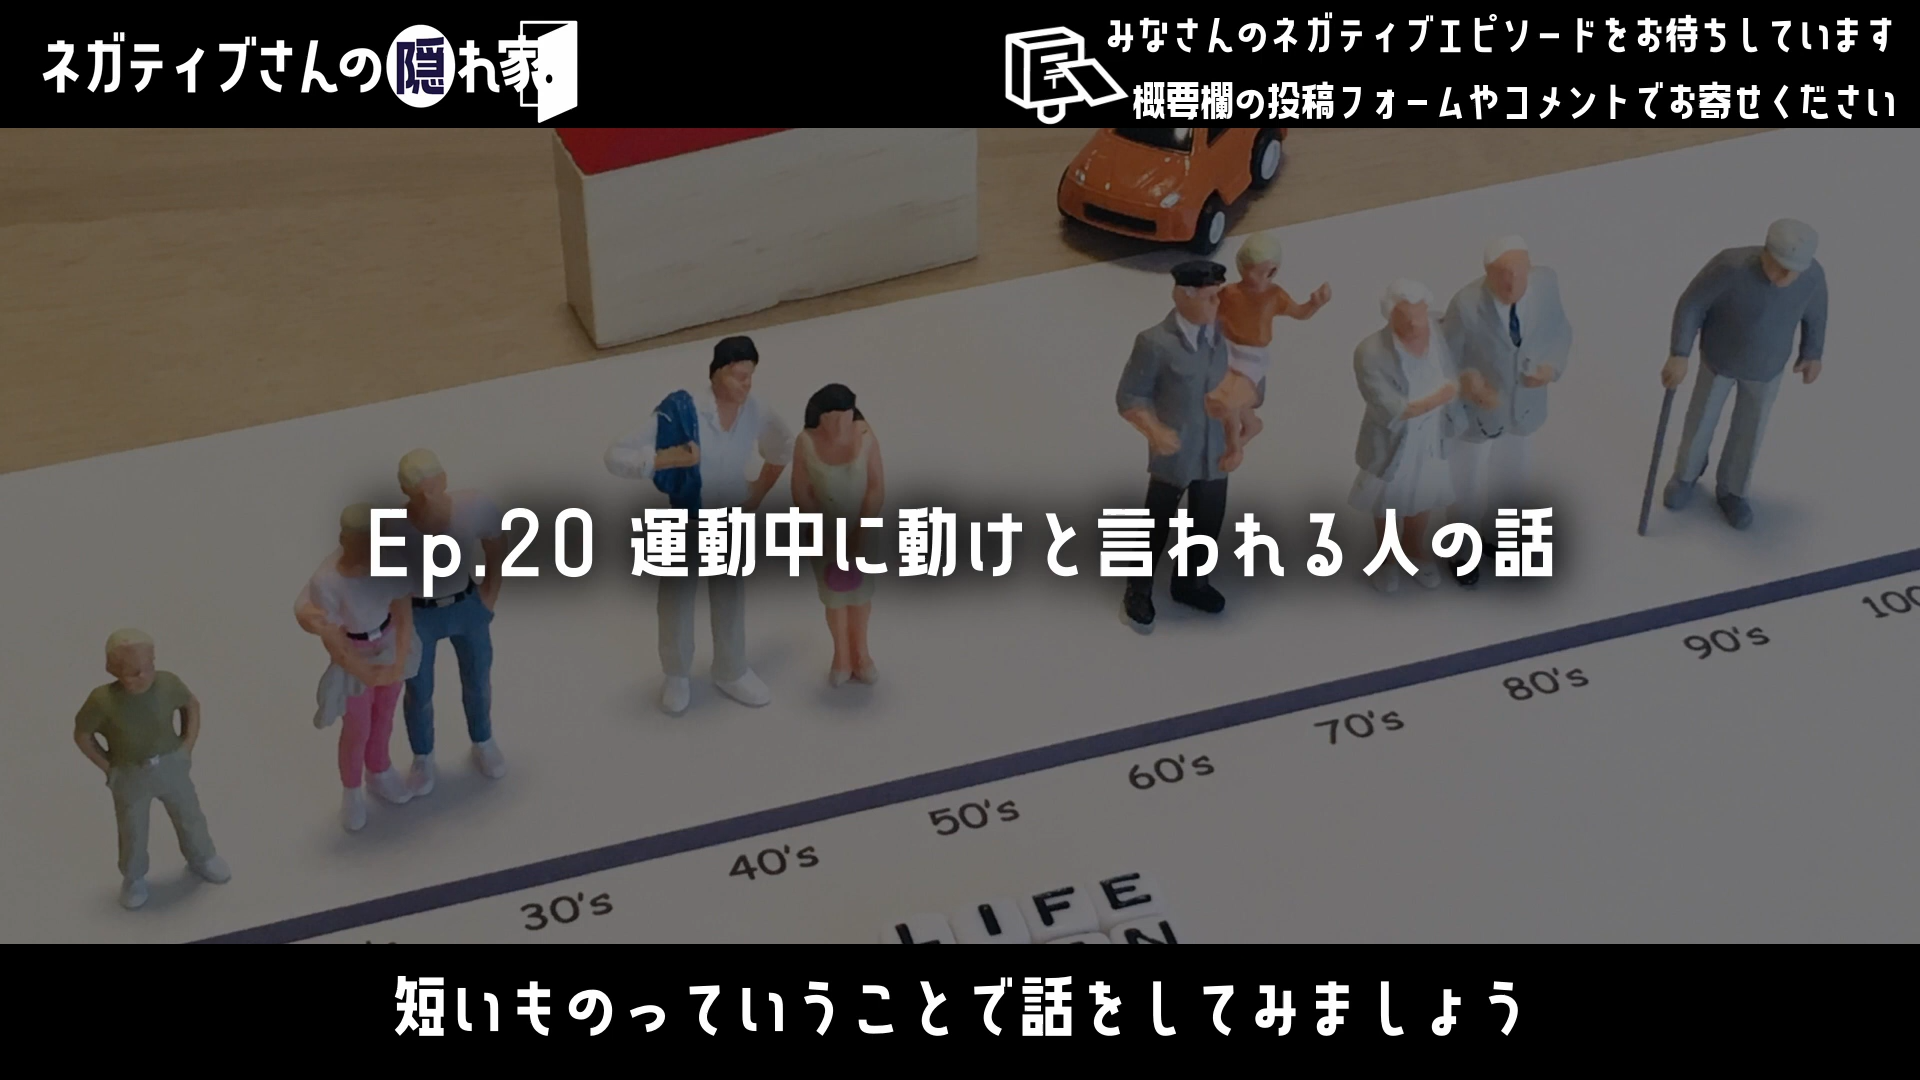 ネガティブさんの隠れ家
みなさんのネガティブエピソードをお待ちしています
概要欄の投稿フォームやコメントでお寄せください
Ep.20 運動中に動けと言われる人の話
100
90's
80's
70's
60's
50's
40's
30's
LIFE
短いものっていうことで話をしてみましょう